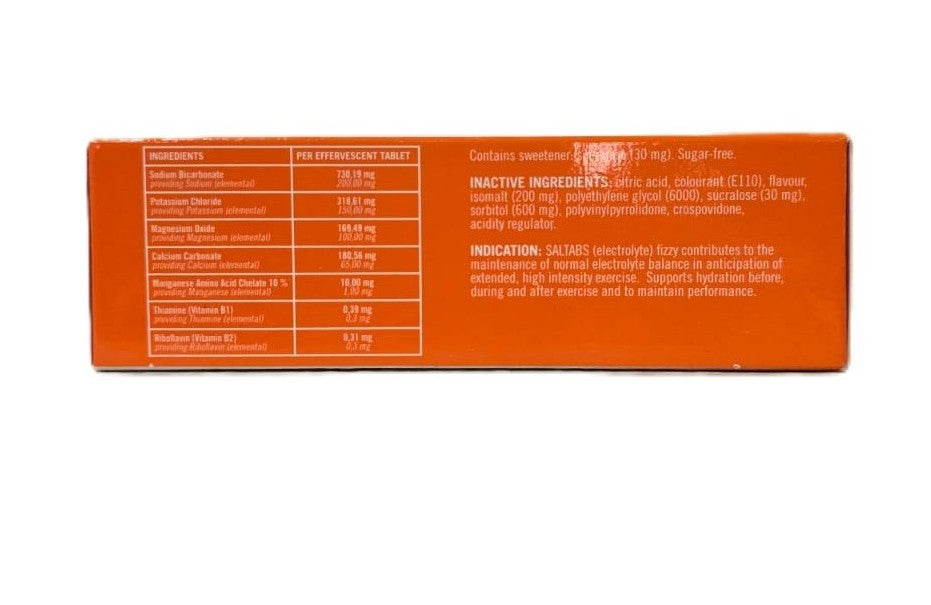 INGREDIENTS PER EFFERVESCENT TABLET
Sodium Bicarbonate 730,19 mg
providing Sodium (elemental) 200,00 mg
Potassium Chloride 318,61 mg
providing Potassium (elemental) 150,00 mg
Magnesium Oxide 169,49 mg
providing Magnesium (elemental) 100,00 mg
Calcium Carbonate 180,56 mg
providing Calcium (elemental) 65,00 mg
Manganese Amino Acid Chelate 10 % 10,00 mg
providing Manganese (elemental) 1,00 mg
Thiamine (Vitamin B1) 0,39 mg
providing Thiamine (elemental) 0,3 mg
Riboflavin (Vitamin B2) 0,31 mg
providing Riboflavin (elemental) 0,3 mg
Contains sweetener: (30 mg). Sugar-free.
INACTIVE INGREDIENTS: citric acid, colourant (E110), flavour,
isomalt (200 mg), polyethylene glycol (6000), sucralose (30 mg),
sorbitol (600 mg), polyvinylpyrrolidone, crospovidone,
acidity regulator.
INDICATION: SALTABS (electrolyte) fizzy contributes to the
maintenance of normal electrolyte balance in anticipation of
extended, high intensity exercise. Supports hydration before,
during and after exercise and to maintain performance.